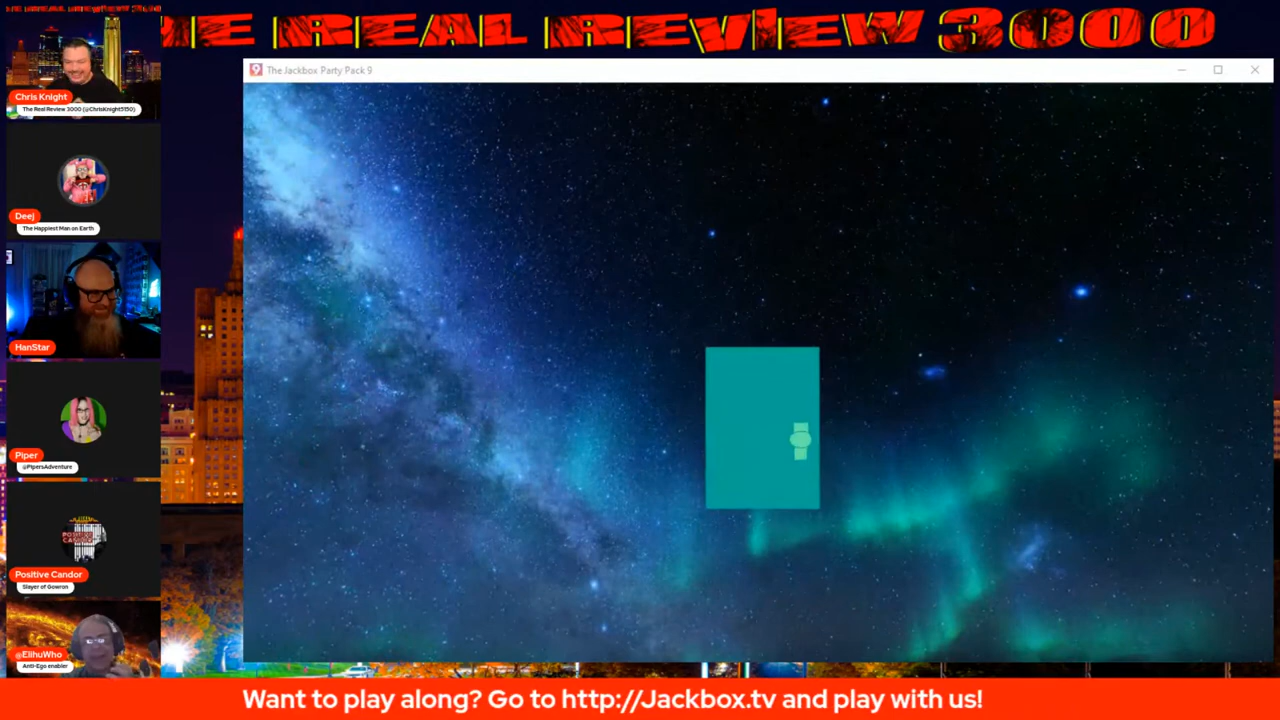 THE REAL REVIEW 3000
The Jackbox Party Pack 9
Chris Knight
The Real Review 3000 (@ChrisKnight5150)
Deej
The Happiest Man on Earth
HanStar
Piper
@PipersAdventure
POSITIVE
CANDOR
Positive Candor
Slayer of Gowron
@ElihuWho
Anti-Ego enabler
Want to play along? Go to http://Jackbox.tv and play with us!